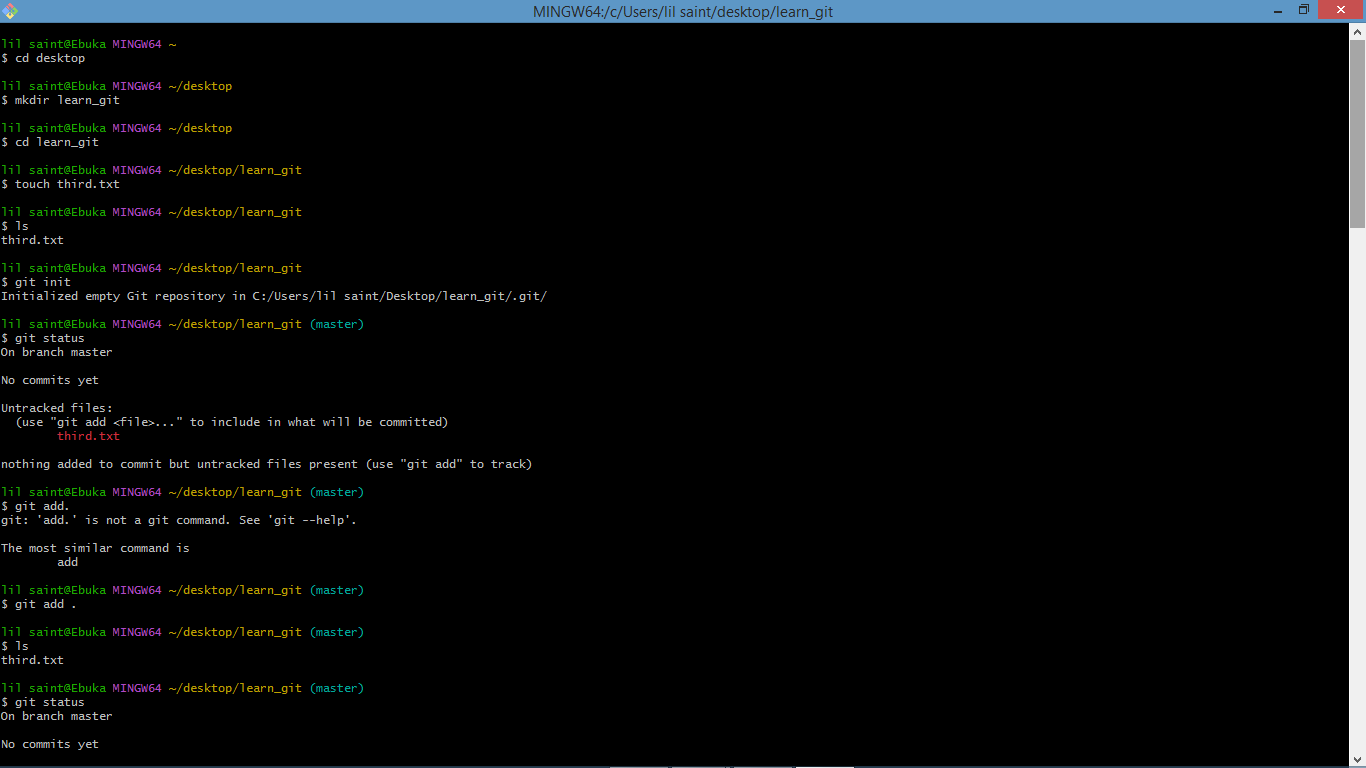 MINGW64:/c/Users/lil saint/desktop/learn_git
lil saint@Ebuka MINGW64 ~
$ cd desktop
lil saint@Ebuka MINGW64 ~/desktop
$ mkdir learn_git
lil saint@Ebuka MINGW64 ~/desktop
$ cd learn_git
lil saint@Ebuka MINGW64 ~/desktop/learn_git
$ touch third.txt
lil saint@Ebuka MINGW64 ~/desktop/learn_git
$ ls
third.txt
lil saint@Ebuka MINGW64 ~/desktop/learn_git
$ git init
Initialized empty Git repository in C:/Users/lil saint/Desktop/learn_git/.git/
lil saint@Ebuka MINGW64 ~/desktop/learn_git (master)
$ git status
On branch master
No commits yet
Untracked files:
  (use "git add <file>..." to include in what will be committed)
        third.txt
nothing added to commit but untracked files present (use "git add" to track)
lil saint@Ebuka MINGW64 ~/desktop/learn_git (master)
$ git add.
git: 'add.' is not a git command. See 'git --help'.
The most similar command is
        add
lil saint@Ebuka MINGW64 ~/desktop/learn_git (master)
$ git add .
lil saint@Ebuka MINGW64 ~/desktop/learn_git (master)
$ ls
third.txt
lil saint@Ebuka MINGW64 ~/desktop/learn_git (master)
$ git status
On branch master
No commits yet